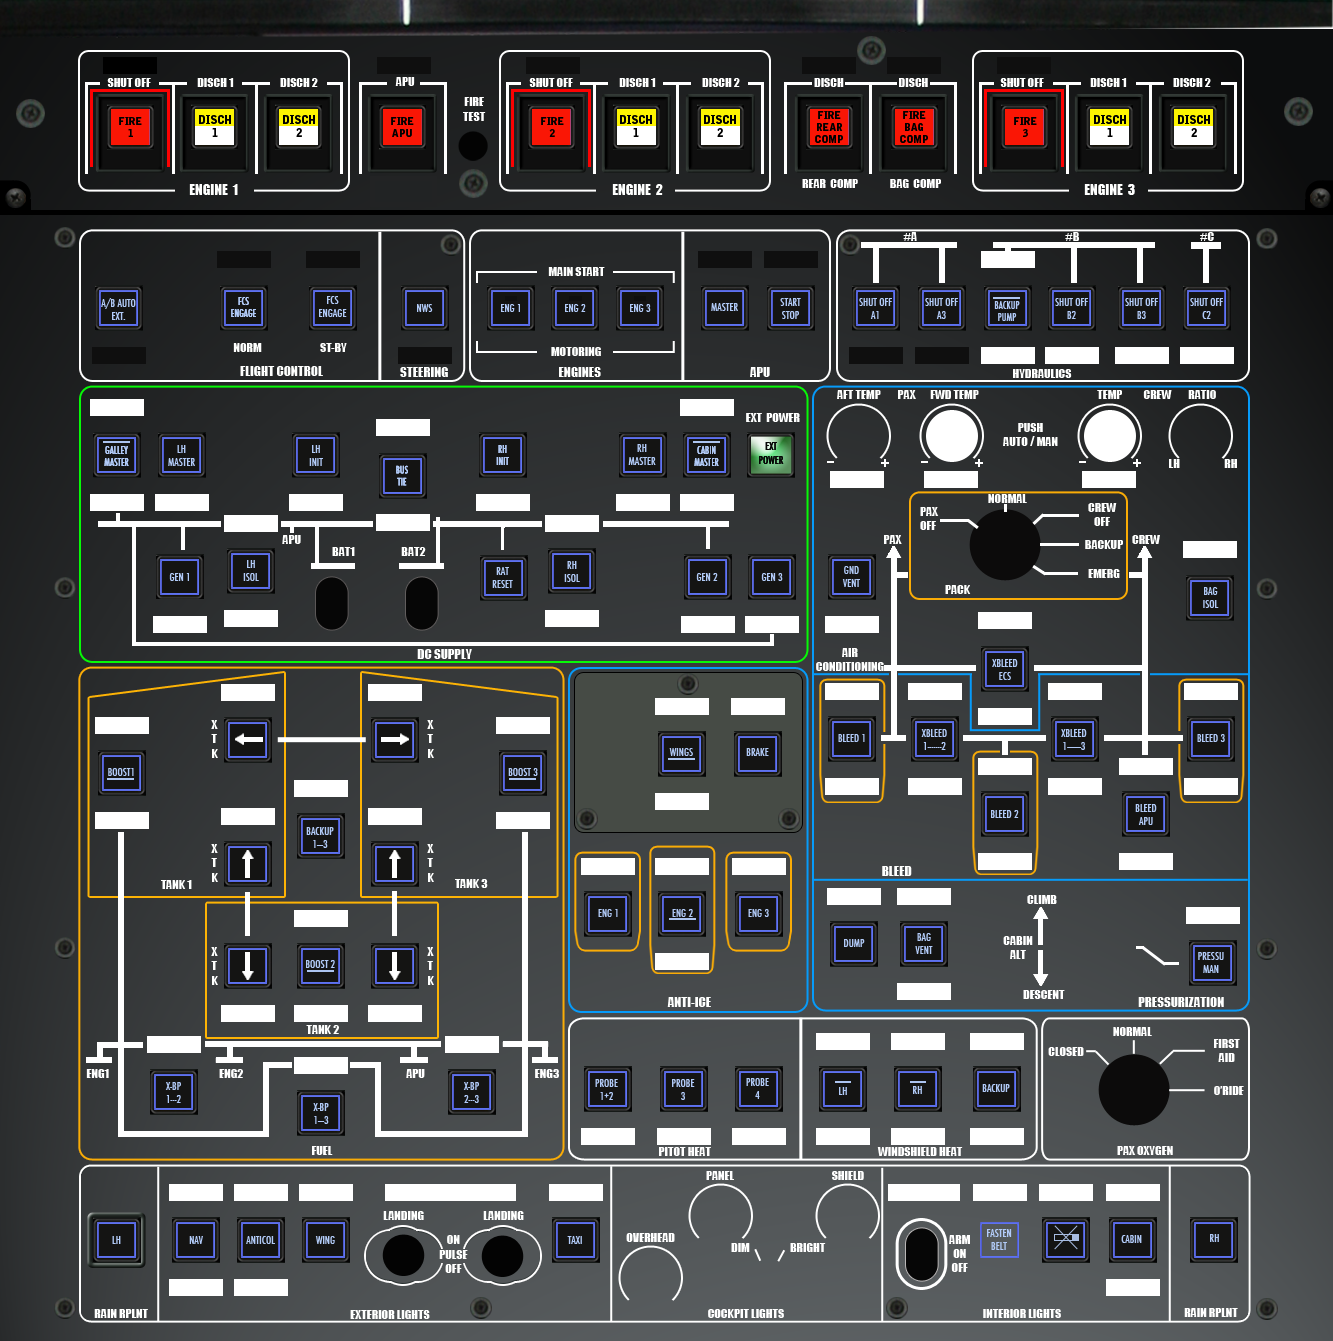 SHUT OFF DISCH 1 DISCH 2 APU SHUT OFF DISCH 1 DISCH 2 DISCH DISCH SHUT OFF DISCH 1 DISCH 2
FIRE TEST
FIRE 1
DISCH 1
DISCH 2
FIRE APU
FIRE 2
DISCH 1
DISCH 2
FIRE REAR COMP
FIRE BAG COMP
FIRE 3
DISCH 1
DISCH 2
ENGINE 1 ENGINE 2 REAR COMP BAG COMP ENGINE 3
A/B AUTO EXT.
FCS ENGAGE
FCS ENGAGE
NORM ST-BY
FLIGHT CONTROL
NWS
STEERING
MAIN START
ENG 1 ENG 2 ENG 3
MOTORING
ENGINES
MASTER
START STOP
APU
#A #B #C
SHUT OFF A1
SHUT OFF A3
BACKUP PUMP
SHUT OFF B2
SHUT OFF B3
SHUT OFF C2
HYDRAULICS
GALLEY MASTER
LH MASTER
LH INIT
BUS TIE
RH INIT
RH MASTER
CABIN MASTER
EXT POWER
EXT POWER
APU
BAT1 BAT2
GEN 1
LH ISOL
RAT RESET
RH ISOL
GEN 2
GEN 3
DC SUPPLY
AFT TEMP PAX FWD TEMP TEMP CREW RATIO
PUSH
AUTO / MAN
- + - + - + LH RH
NORMAL
PAX OFF
CREW OFF
BACKUP
EMERG
PACK
PAX CREW
GND VENT
BAG ISOL
AIR CONDITIONING
XBLEED ECS
BLEED 1
XBLEED 1------2
XBLEED 1-----3
BLEED 3
BLEED 2
BLEED APU
BLEED
X T K
X T K
BOOST1
BOOST 3
BACKUP 1--3
X T K
X T K
TANK 1 TANK 3
X T K
BOOST 2
X T K
TANK 2
ENG1 ENG2 APU ENG3
X-BP 1---2
X-BP 1---3
X-BP 2---3
FUEL
WINGS BRAKE
ENG 1 ENG 2 ENG 3
ANTI-ICE
DUMP
BAG VENT
CLIMB
CABIN ALT
DESCENT
PRESSU MAN
PRESSURIZATION
PROBE 1+2
PROBE 3
PROBE 4
PITOT HEAT
LH RH BACKUP
WINDSHIELD HEAT
NORMAL
CLOSED
FIRST AID
O'RIDE
PAX OXYGEN
LH
RAIN RPLNT
NAV ANTICOL WING
LANDING LANDING
ON
PULSE
OFF
TAXI
EXTERIOR LIGHTS
PANEL SHIELD
OVERHEAD
DIM BRIGHT
COCKPIT LIGHTS
ARM
ON
OFF
FASTEN BELT
CABIN
INTERIOR LIGHTS
RH
RAIN RPLNT